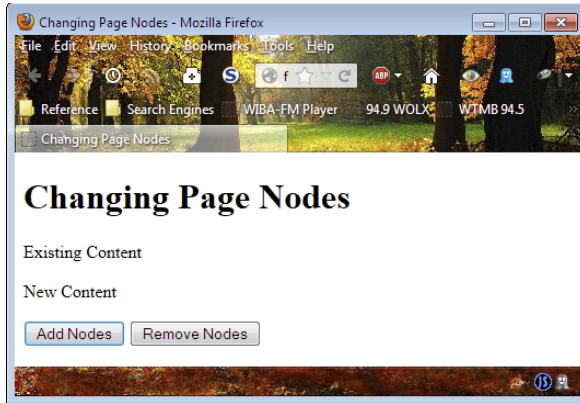 Changing Page Nodes - Mozilla Firefox
File Edit View History Bookmarks Tools Help
S f ABP
Reference Search Engines WIBA-FM Player 94.9 WOLX WTMB 94.5
Changing Page Nodes
Changing Page Nodes
Existing Content
New Content
Add Nodes Remove Nodes
JS